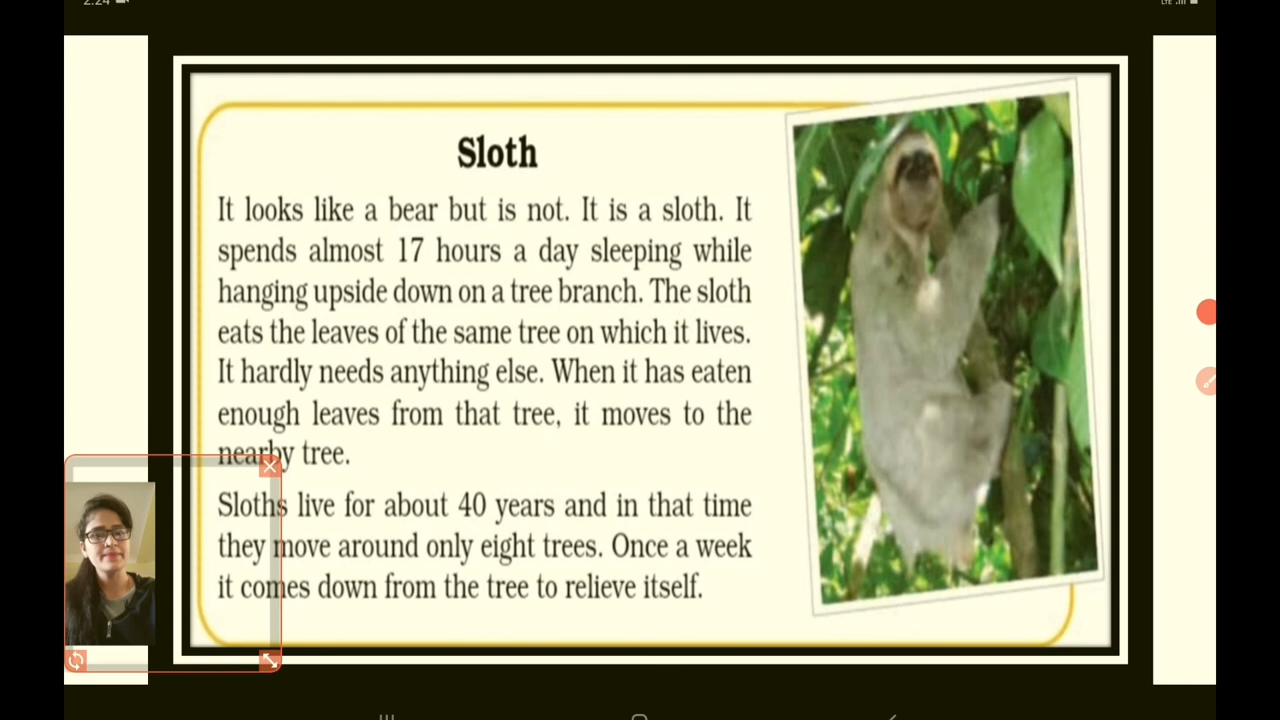 2:24
LTE
Sloth
It looks like a bear but is not. It is a sloth. It
spends almost 17 hours a day sleeping while
hanging upside down on a tree branch. The sloth
eats the leaves of the same tree on which it lives.
It hardly needs anything else. When it has eaten
enough leaves from that tree, it moves to the
nearby tree.
Sloths live for about 40 years and in that time
they move around only eight trees. Once a week
it comes down from the tree to relieve itself.